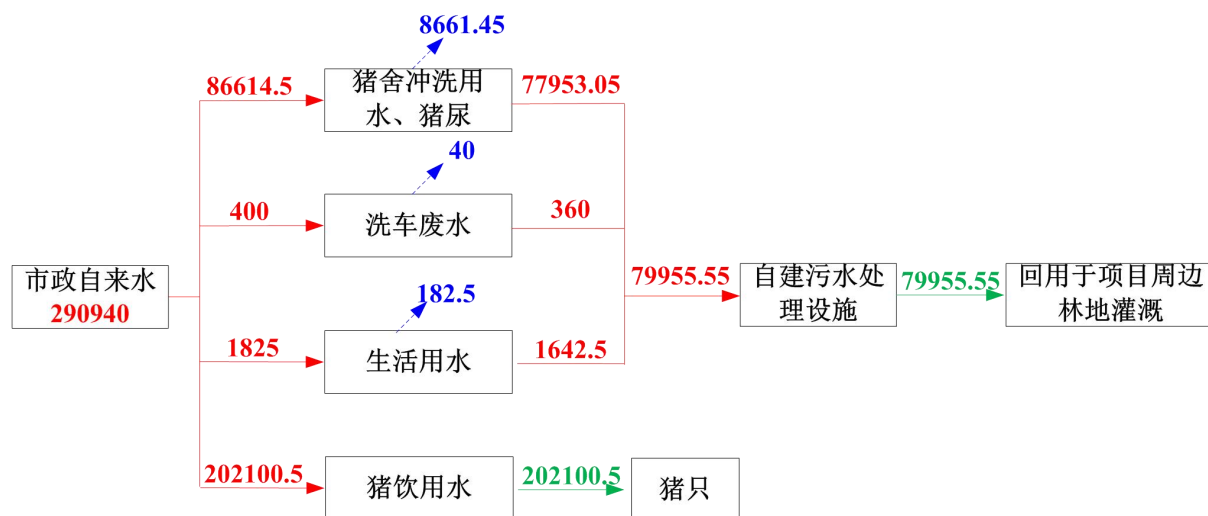 8661.45
86614.5
猪舍冲洗用
水、猪尿
77953.05
40
400
洗车废水
360
市政自来水
290940
182.5
1825
生活用水
1642.5
79955.55
自建污水处
理设施
79955.55
回用于项目周边
林地灌溉
202100.5
猪饮用水
202100.5
猪只